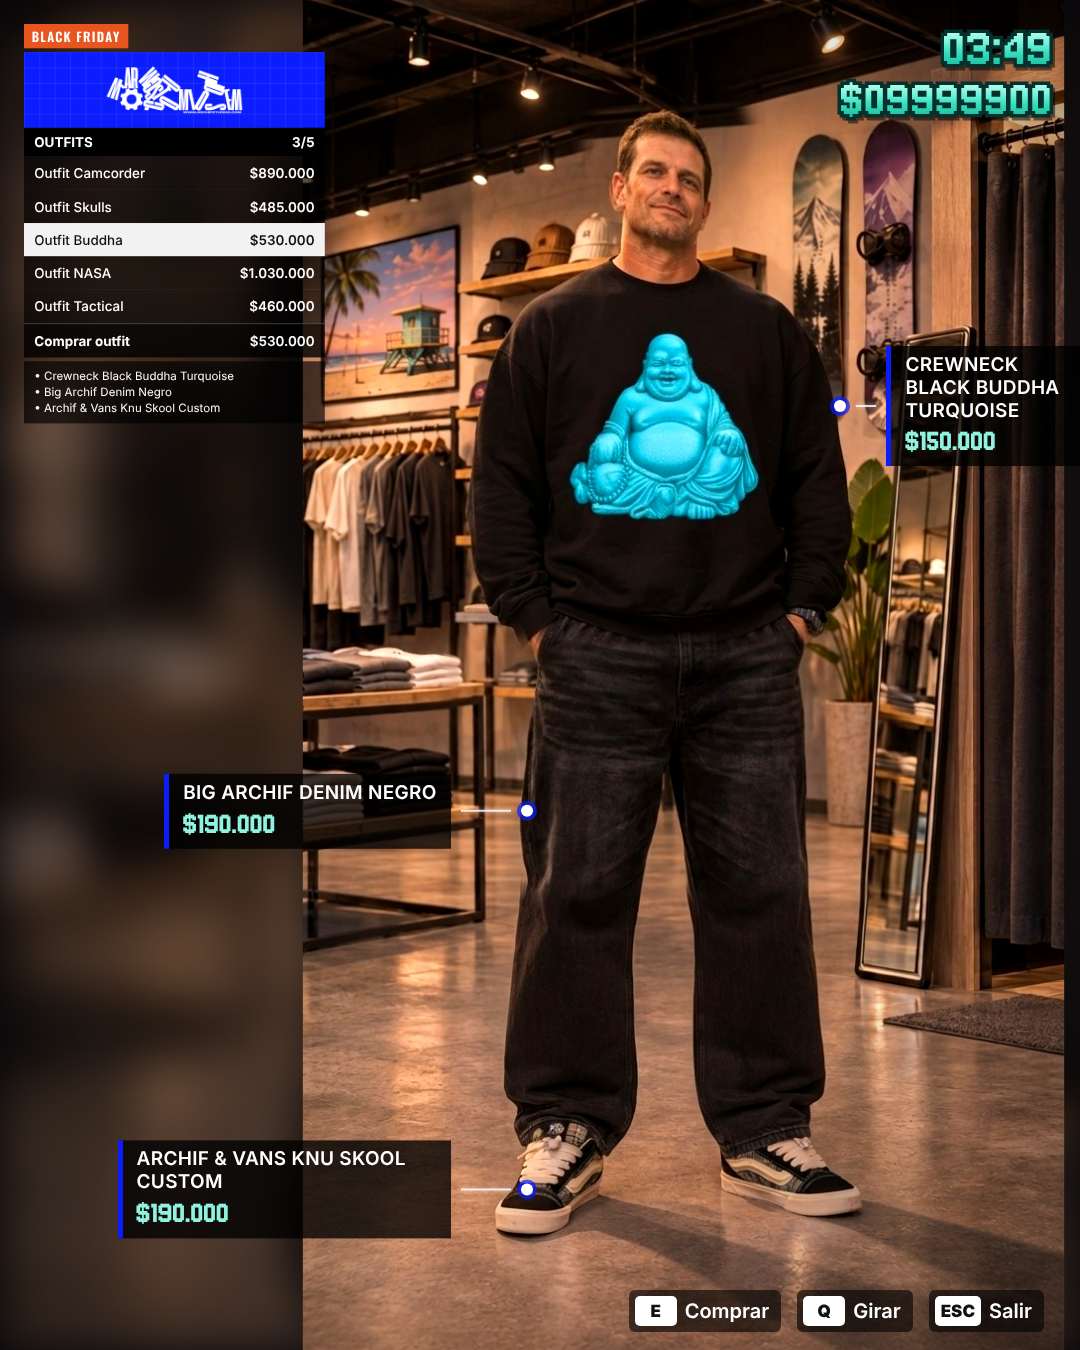 BLACK FRIDAY
OUTFITS 3/5
Outfit Camcorder $890.000
Outfit Skulls $485.000
Outfit Buddha $530.000
Outfit NASA $1.030.000
Outfit Tactical $460.000
Comprar outfit $530.000
• Crewneck Black Buddha Turquoise
• Big Archif Denim Negro
• Archif & Vans Knu Skool Custom
03:49
$09999900
CREWNECK
BLACK BUDDHA
TURQUOISE
$150.000
BIG ARCHIF DENIM NEGRO
$190.000
ARCHIF & VANS KNU SKOOL
CUSTOM
$190.000
E Comprar
Q Girar
ESC Salir